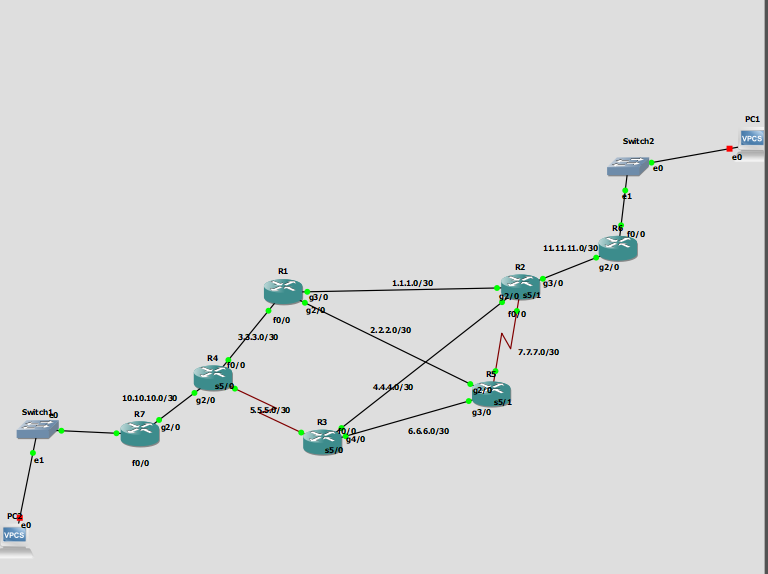 PC1
VPCS
e0
Switch2
e0
e1
R6
f0/0
11.11.11.0/30
g2/0
R2
g3/0
g2/0
s5/1
f0/0
R1
g3/0
1.1.1.0/30
g2/0
f0/0
2.2.2.0/30
3.3.3.0/30
7.7.7.0/30
R4
f0/0
s5/0
g2/0
R5
g2/0
s5/1
g3/0
4.4.4.0/30
10.10.10.0/30
5.5.5.0/30
Switch1
e0
R7
g2/0
R3
f0/0
g4/0
s5/0
6.6.6.0/30
e1
f0/0
PC2
e0
VPCS